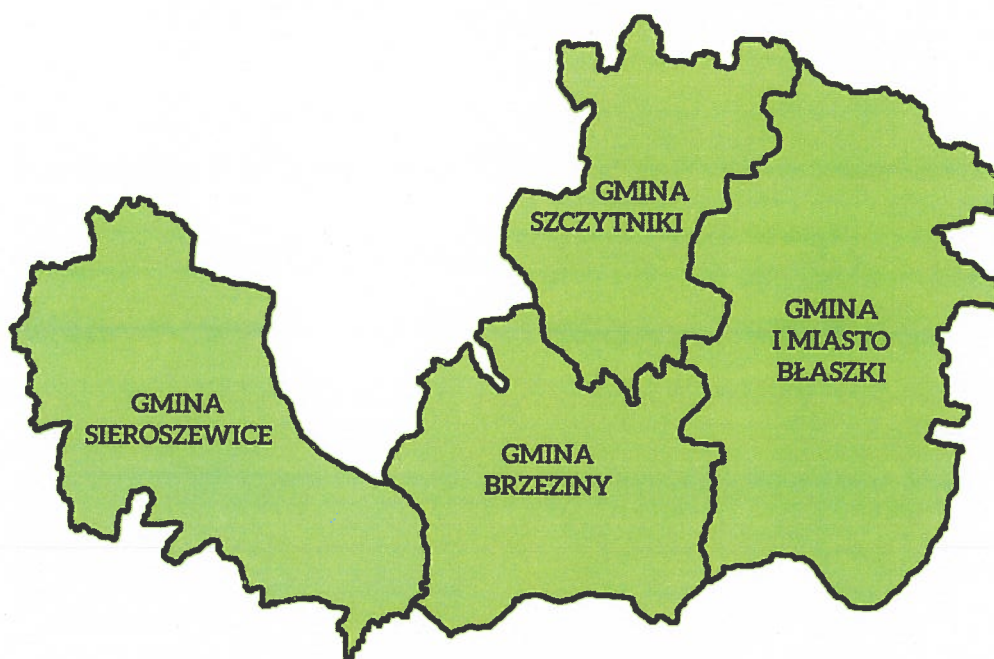 GMINA
SZCZYTNIKI
GMINA
I MIASTO
BŁASZKI
GMINA
SIEROSZEWICE
GMINA
BRZEZINY